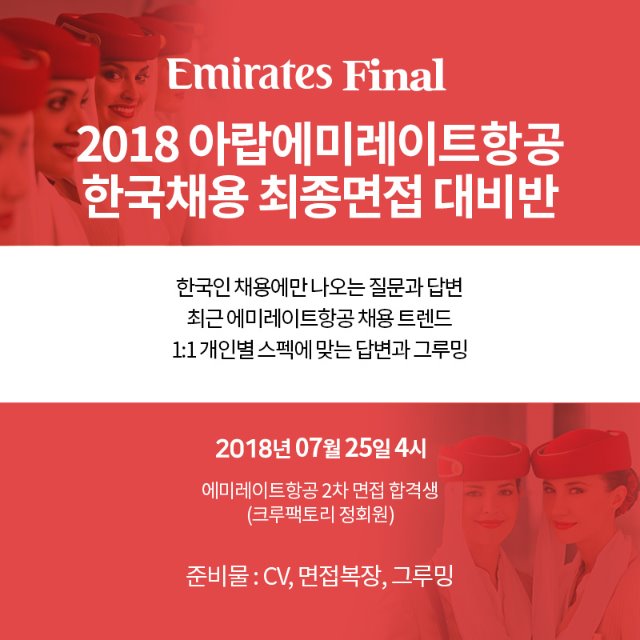 Emirates Final
2018 아랍에미레이트항공
한국채용 최종면접 대비반
한국인 채용에만 나오는 질문과 답변
최근 에미레이트항공 채용 트렌드
1:1 개인별 스펙에 맞는 답변과 그루밍
2018년 07월 25일 4시
에미레이트항공 2차 면접 합격생
(크루팩토리 정회원)
준비물 : CV, 면접복장, 그루밍